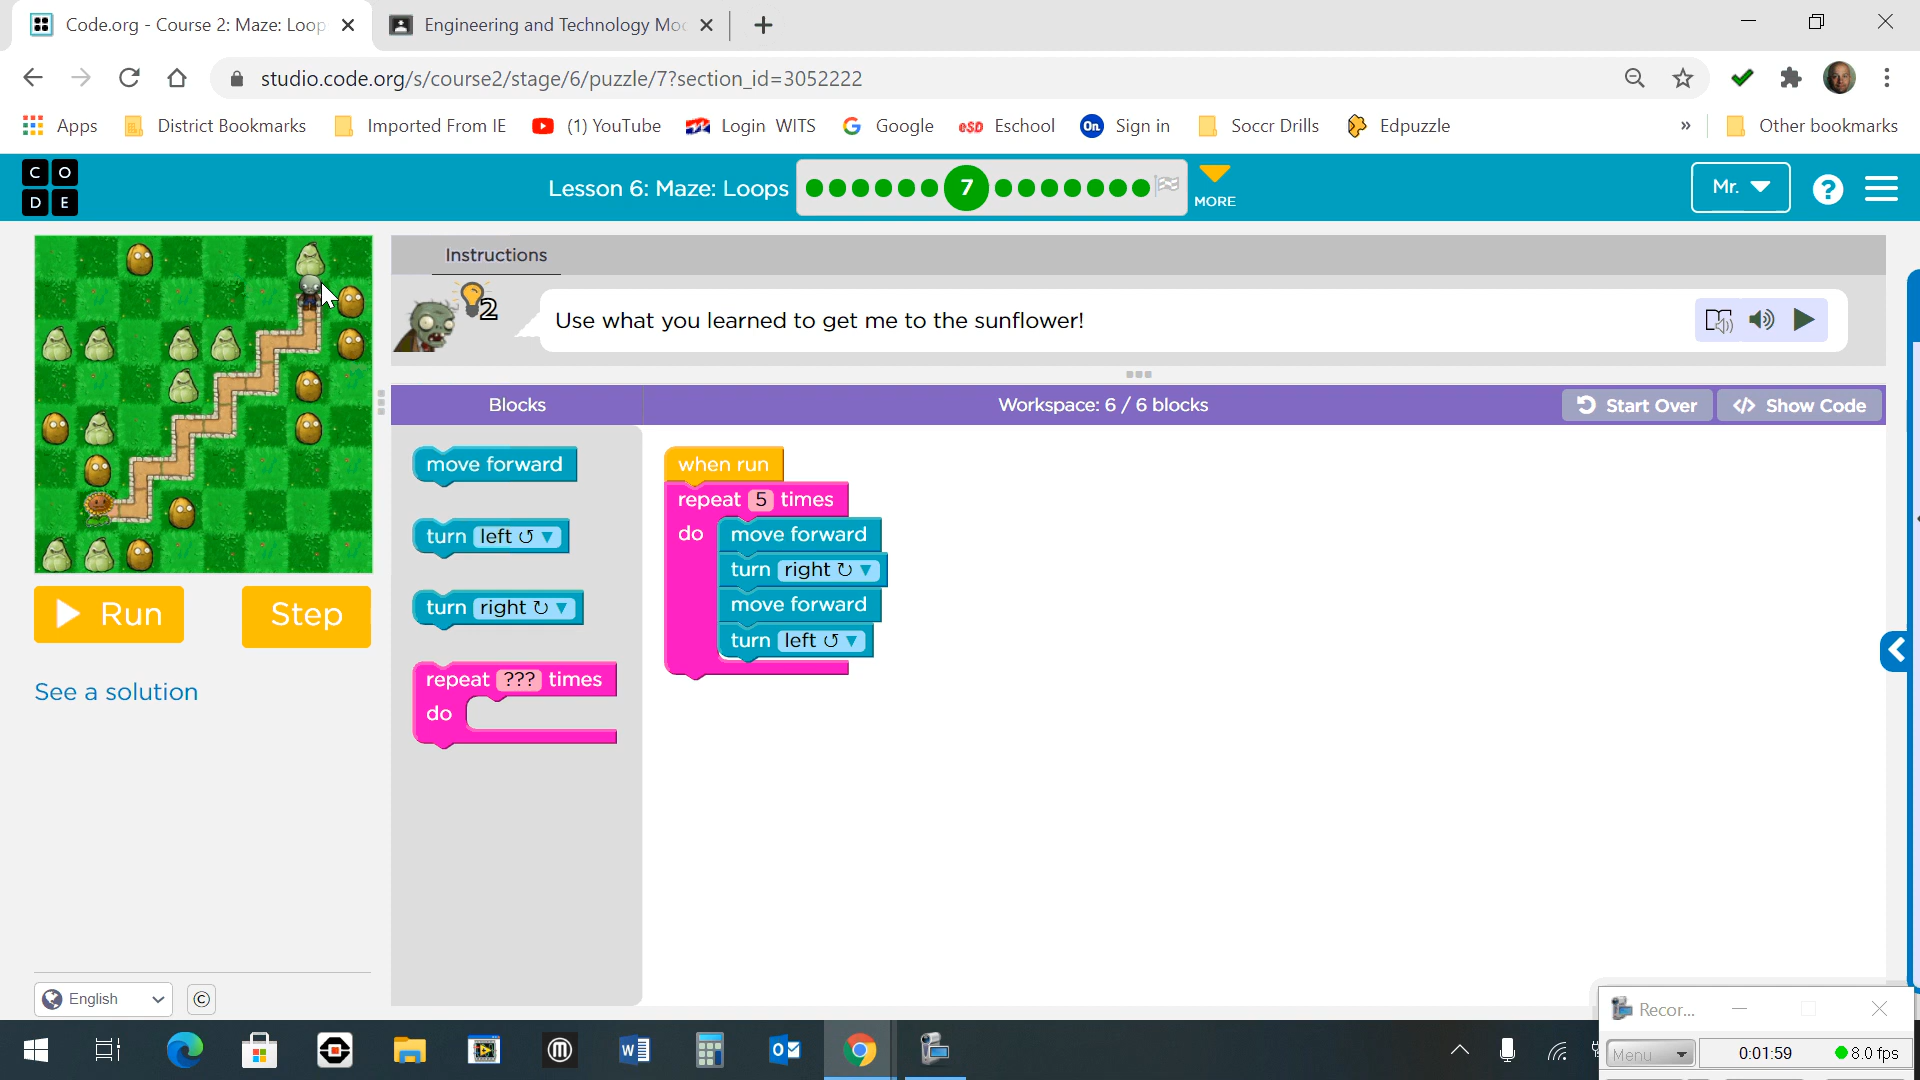 Code.org - Course 2: Maze: Loop
Engineering and Technology Mo
studio.code.org/s/course2/stage/6/puzzle/7?section_id=3052222
Apps District Bookmarks Imported From IE (1) YouTube Login WITS Google eSD Eschool On Sign in Soccr Drills Edpuzzle » Other bookmarks
C O
D E
Lesson 6: Maze: Loops
7
MORE
Mr.
?
Instructions
2
Use what you learned to get me to the sunflower!
Blocks
Workspace: 6 / 6 blocks
Start Over
</> Show Code
move forward
turn left ↺ ▼
turn right ↻ ▼
repeat ??? times
do
when run
repeat 5 times
do
move forward
turn right ↻ ▼
move forward
turn left ↺ ▼
Run
Step
See a solution
English
©
Recor...
Menu
0:01:59
8.0 fps